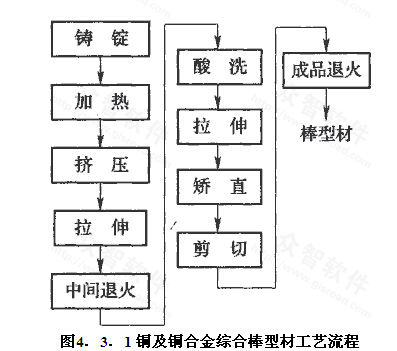 铸锭
加热
挤压
拉伸
中间退火
酸洗
拉伸
矫直
剪切
成品退火
棒型材
图4．3．1铜及铜合金综合棒型材工艺流程